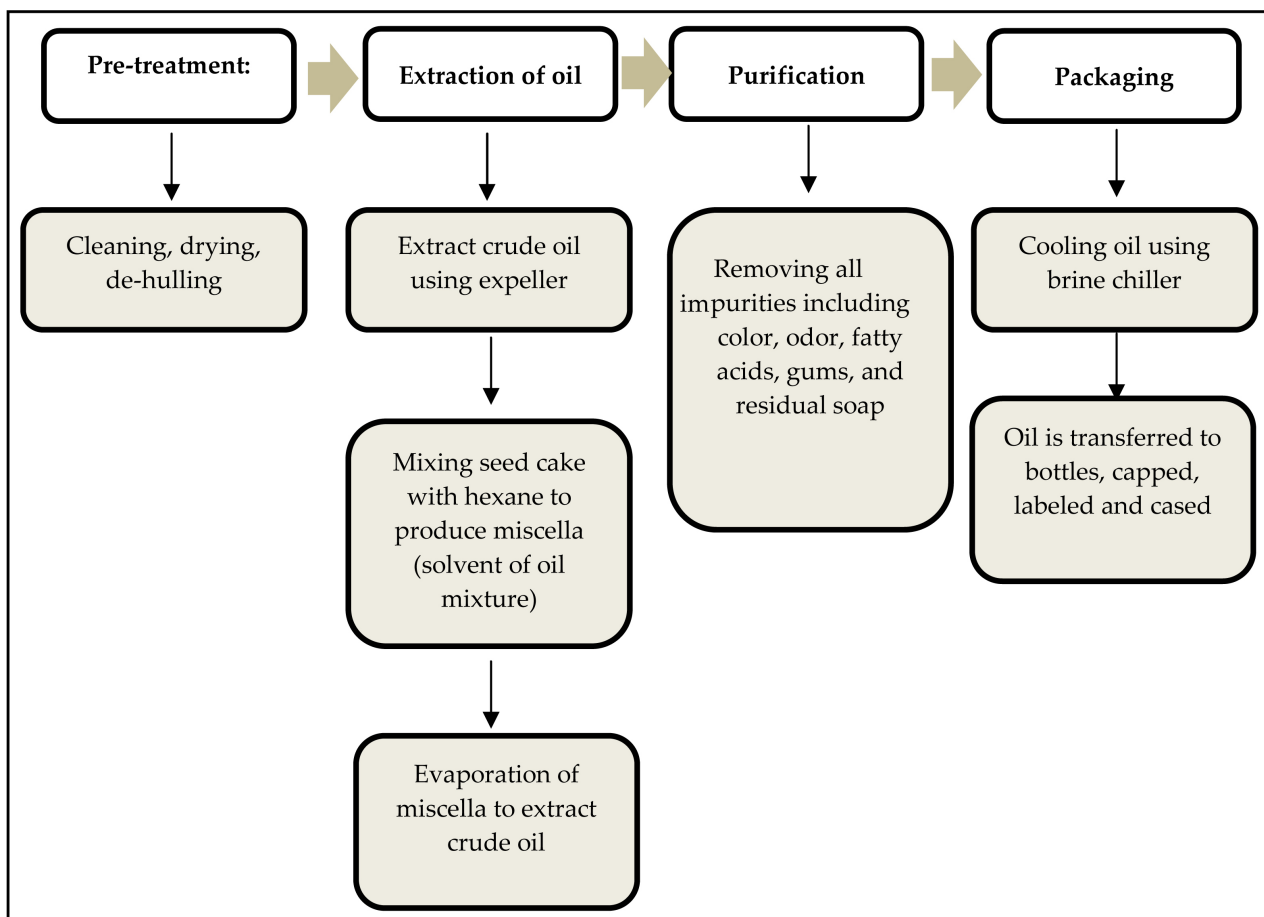 Pre-treatment:
Extraction of oil
Purification
Packaging
Cleaning, drying,
de-hulling
Extract crude oil
using expeller
Mixing seed cake
with hexane to
produce miscella
(solvent of oil
mixture)
Evaporation of
miscella to extract
crude oil
Removing all
impurities including
color, odor, fatty
acids, gums, and
residual soap
Cooling oil using
brine chiller
Oil is transferred to
bottles, capped,
labeled and cased